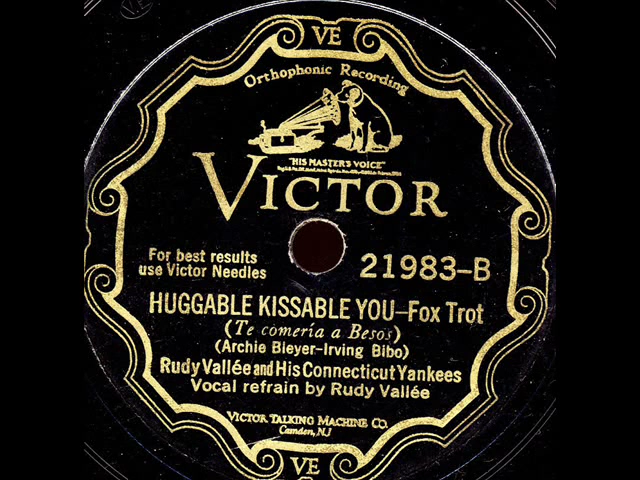 VE
VE
Orthophonic Recording
"HIS MASTER'S VOICE"
VICTOR
For best results
use Victor Needles
21983-B
HUGGABLE KISSABLE YOU-Fox Trot
(Te comería a Besos)
(Archie Bleyer-Irving Bibo)
Rudy Vallée and His Connecticut Yankees
Vocal refrain by Rudy Vallée
VICTOR TALKING MACHINE CO.
Camden, NJ
VE